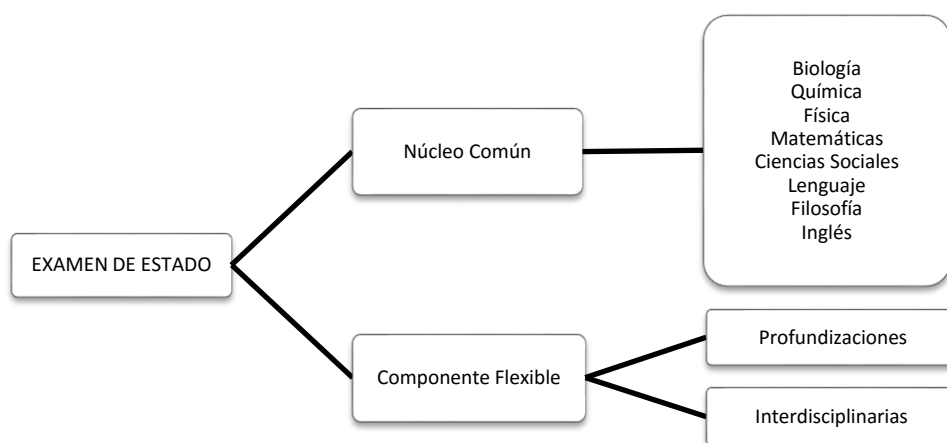 EXAMEN DE ESTADO
Núcleo Común
Biología
Química
Física
Matemáticas
Ciencias Sociales
Lenguaje
Filosofía
Inglés
Componente Flexible
Profundizaciones
Interdisciplinarias